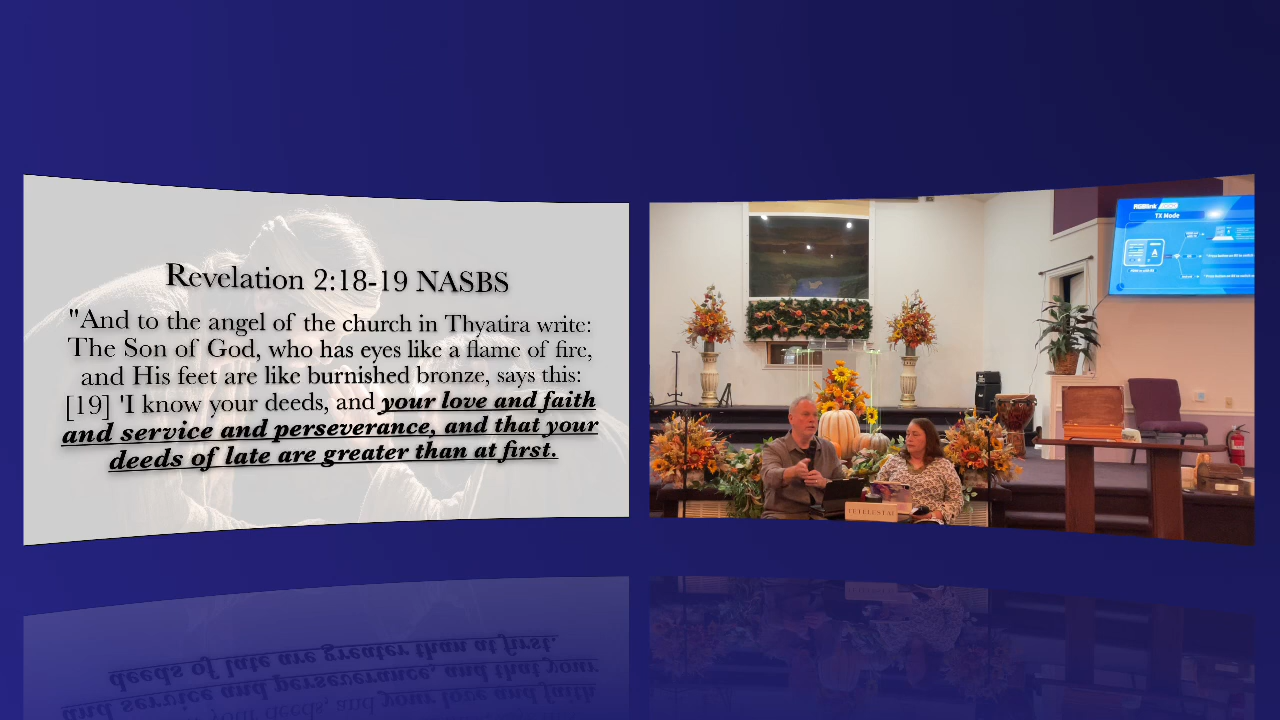 Revelation 2:18-19 NASBS
"And to the angel of the church in Thyatira write:
The Son of God, who has eyes like a flame of fire,
and His feet are like burnished bronze, says this:
[19] 'I know your deeds, and your love and faith
and service and perseverance, and that your
deeds of late are greater than at first.
TX Mode
TETELESTAI